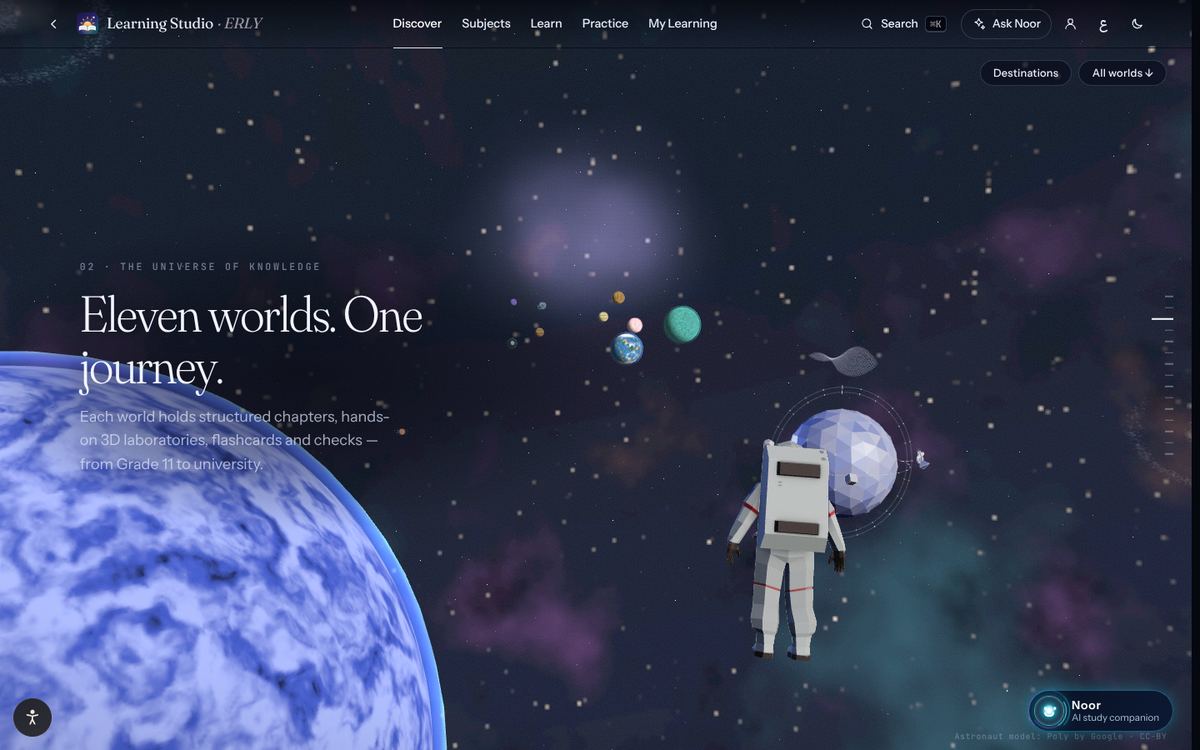 Learning Studio · ERLY
Discover
Subjects
Learn
Practice
My Learning
Search ⌘K
Ask Noor
ع
Destinations
All worlds ↓
02 · THE UNIVERSE OF KNOWLEDGE
Eleven worlds. One
journey.
Each world holds structured chapters, hands-
on 3D laboratories, flashcards and checks —
from Grade 11 to university.
Noor
AI study companion
Astronaut model: Poly by Google · CC-BY